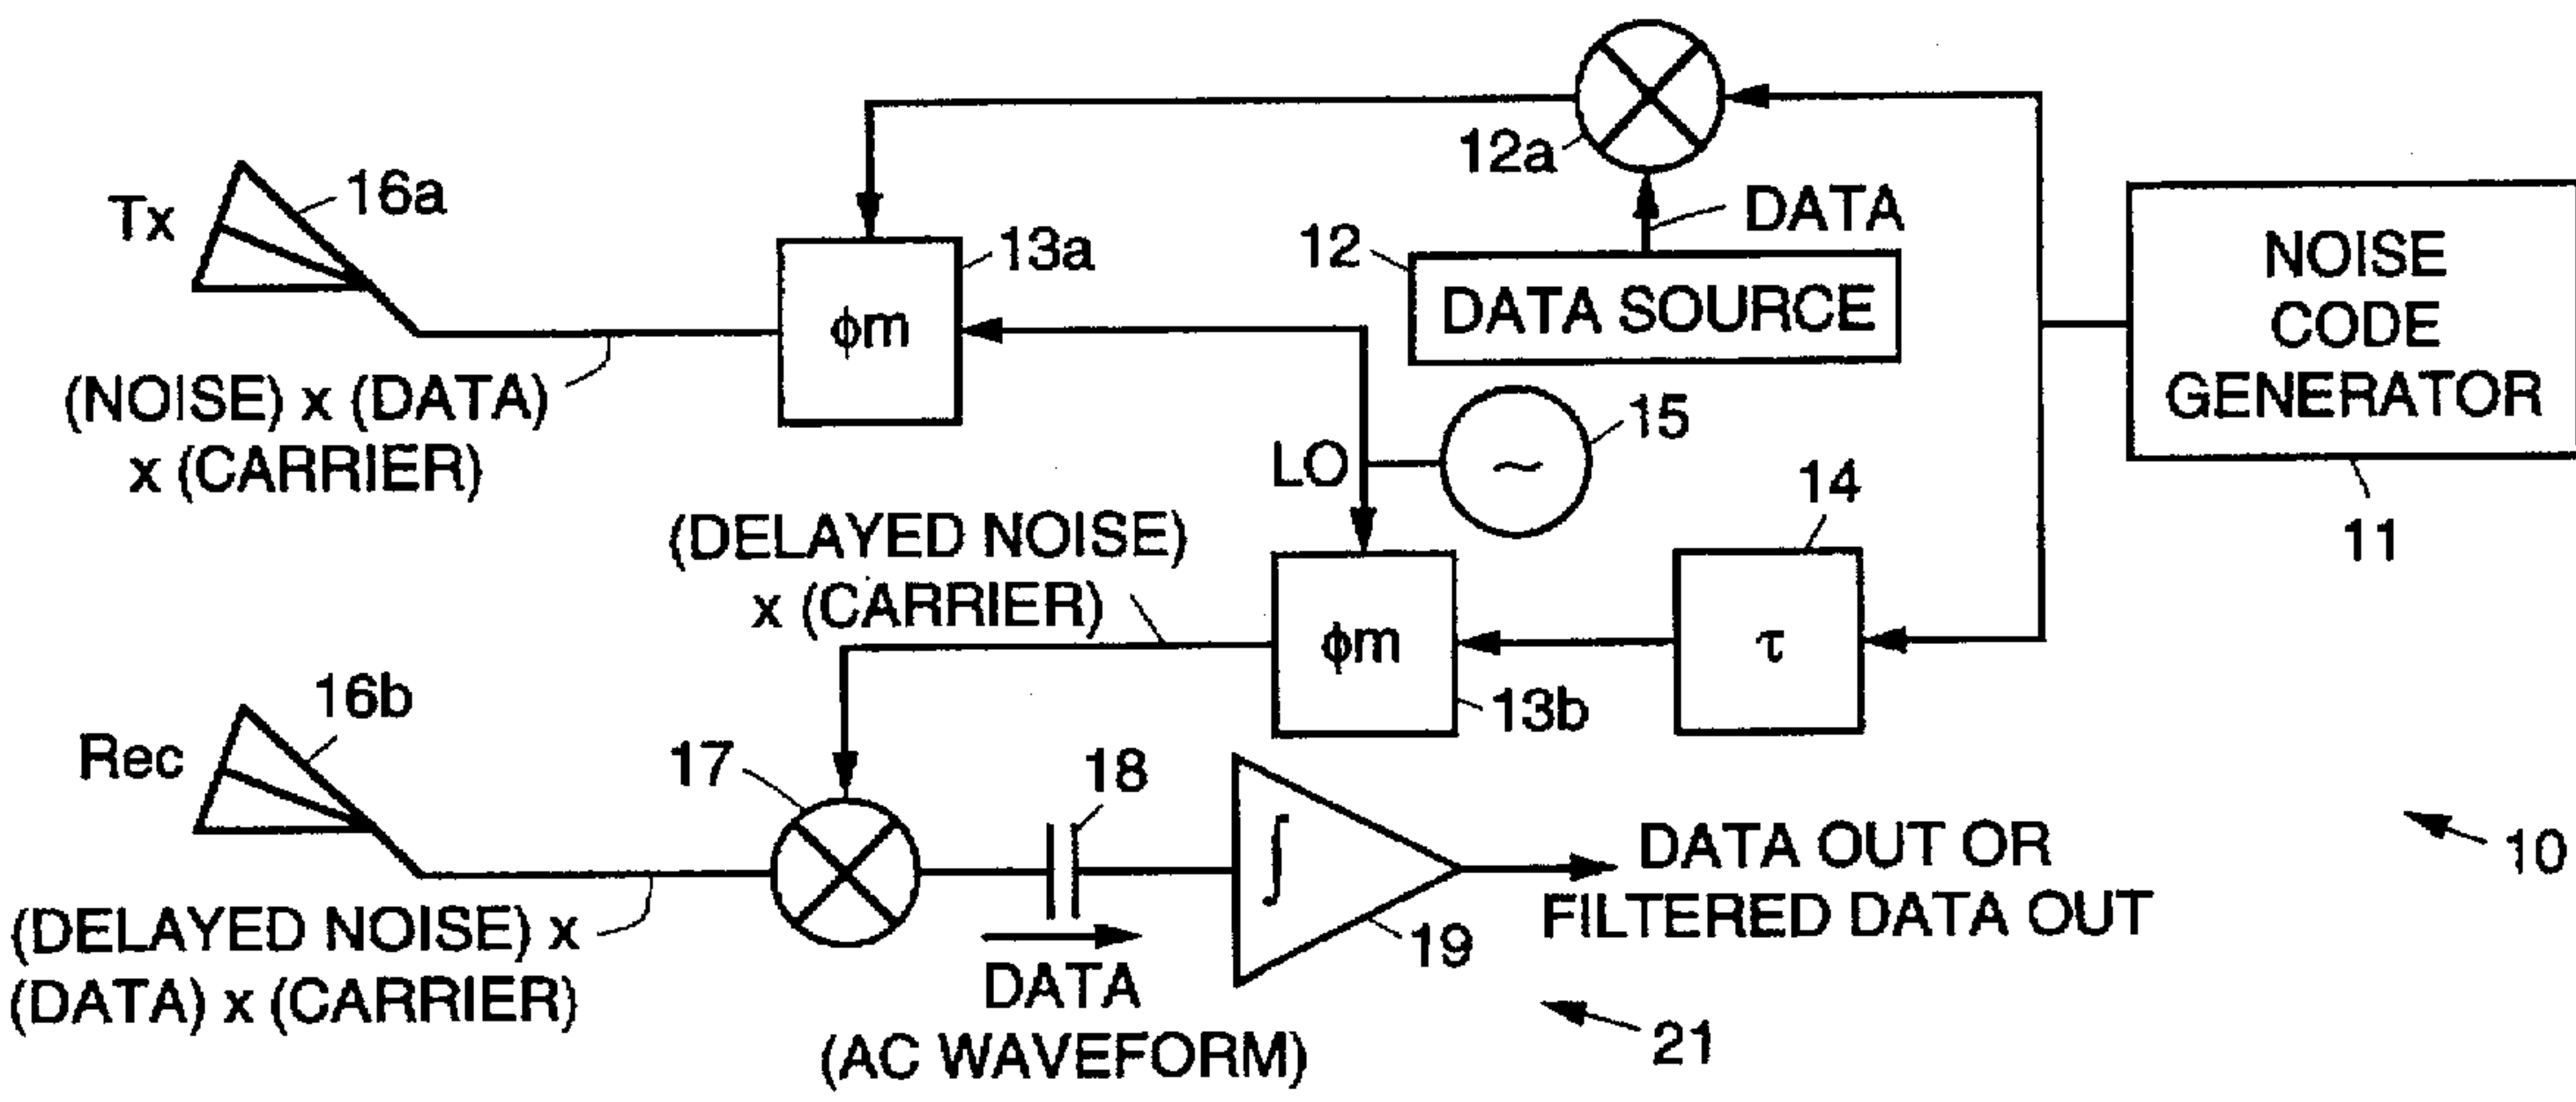 12a
Tx
16a
DATA
13a
12
NOISE
CODE
GENERATOR
DATA SOURCE
ϕm
(NOISE) x (DATA)
x (CARRIER)
15
LO
~
14
11
(DELAYED NOISE)
x (CARRIER)
ϕm
τ
13b
16b
Rec
17
18
∫
DATA OUT OR
FILTERED DATA OUT
10
(DELAYED NOISE) x
(DATA) x (CARRIER)
19
DATA
(AC WAVEFORM)
21